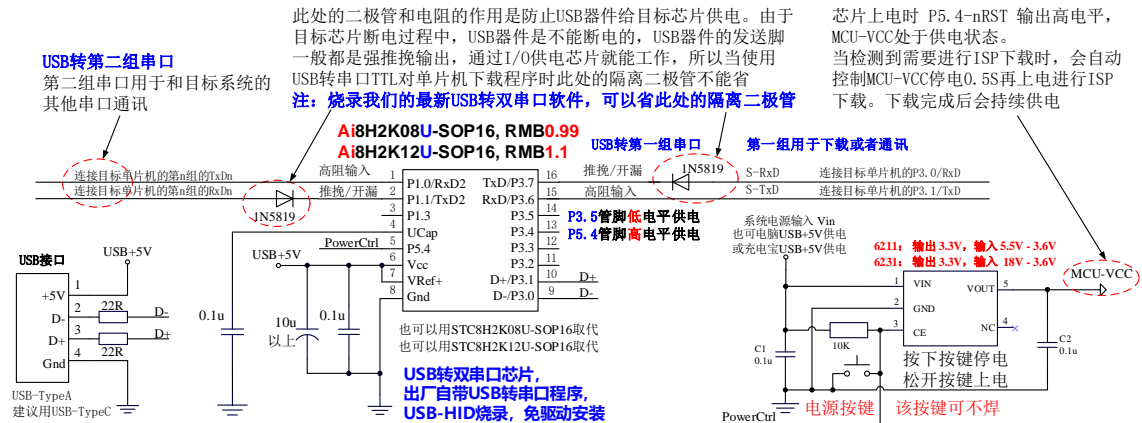 此处的二极管和电阻的作用是防止USB器件给目标芯片供电。由于
目标芯片断电过程中，USB器件是不能断电的，USB器件的发送脚
一般都是强推挽输出，通过I/O供电芯片就能工作，所以当使用
USB转串口TTL对单片机下载程序时此处的隔离二极管不能省
注：烧录我们的最新USB转双串口软件，可以省此处的隔离二极管
芯片上电时 P5.4-nRST 输出高电平，
MCU-VCC处于供电状态。
当检测到需要进行ISP下载时，会自动
控制MCU-VCC停电0.5S再上电进行ISP
下载。下载完成后会持续供电
USB转第二组串口
第二组串口用于和目标系统的
其他串口通讯
Ai8H2K08U-SOP16, RMB0.99
Ai8H2K12U-SOP16, RMB1.1
USB转第一组串口
第一组用于下载或者通讯
连接目标单片机的第n组的TxDn
连接目标单片机的第n组的RxDn
高阻输入
推挽/开漏
1N5819
1
2
3
4
5
6
7
8
P1.0/RxD2
P1.1/TxD2
P1.3
UCap
P5.4
Vcc
VRef+
Gnd
TxD/P3.7
RxD/P3.6
P3.5
P3.4
P3.3
P3.2
D+/P3.1
D-/P3.0
16
15
14
13
12
11
10
9
D+
D-
推挽/开漏
高阻输入
1N5819
S-RxD
S-TxD
连接目标单片机的P3.0/RxD
连接目标单片机的P3.1/TxD
P3.5管脚低电平供电
P5.4管脚高电平供电
PowerCtrl
USB+5V
0.1u
10u
以上
0.1u
也可以用STC8H2K08U-SOP16取代
也可以用STC8H2K12U-SOP16取代
USB转双串口芯片，
出厂自带USB转串口程序，
USB-HID烧录，免驱动安装
USB接口
USB+5V
+5V
D-
D+
Gnd
1
2
3
4
22R
22R
D-
D+
USB-TypeA
建议用USB-TypeC
系统电源输入 Vin
也可电脑USB+5V供电
或充电宝USB+5V供电
6211: 输出 3.3V, 输入 5.5V - 3.6V
6231: 输出 3.3V, 输入 18V - 3.6V
MCU-VCC
1
2
3
VIN
GND
CE
VOUT
NC
5
4
10K
C1
0.1u
C2
0.1u
按下按键停电
松开按键上电
PowerCtrl
电源按键
该按键可不焊